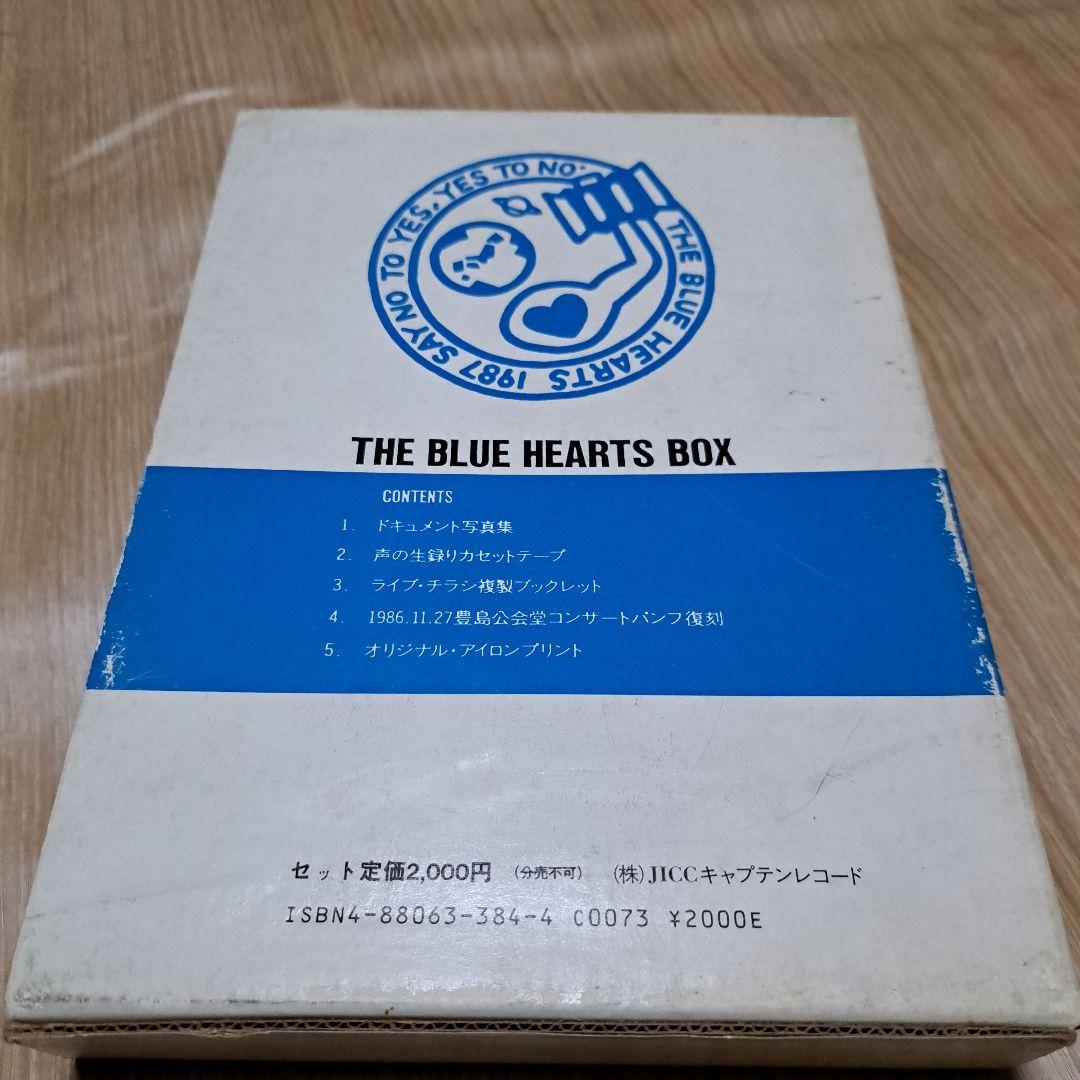 THE BLUE HEARTS 1987 SAY NO TO YES, YES TO NO.
THE BLUE HEARTS BOX
CONTENTS
1. ドキュメント写真集
2. 声の生録りカセットテープ
3. ライブ・チラシ複製ブックレット
4. 1986.11.27豊島公会堂コンサートパンフ復刻
5. オリジナル・アイロンプリント
セット定価2,000円 (分売不可) (株)JICCキャプテンレコード
ISBN4-88063-384-4 C0073 ¥2000E